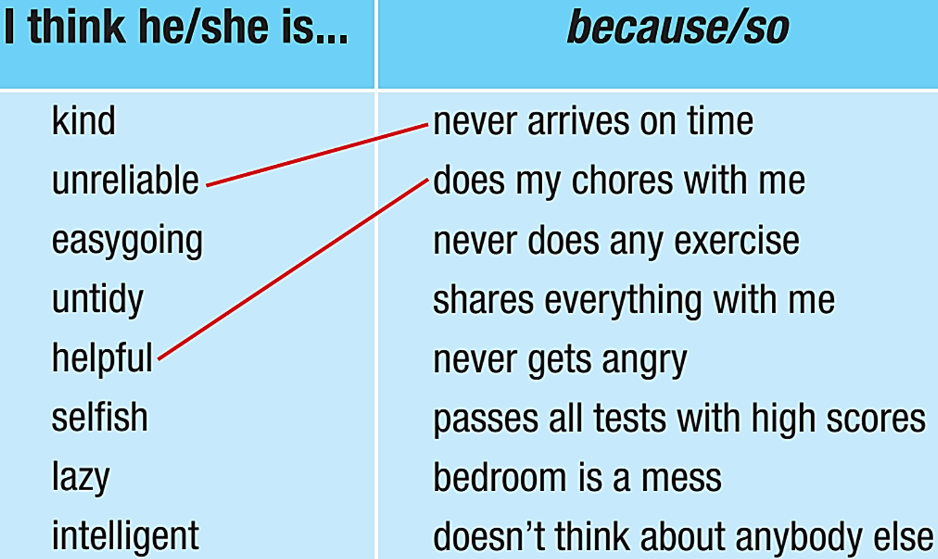 I think he/she is... because/so
kind never arrives on time
unreliable does my chores with me
easygoing never does any exercise
untidy shares everything with me
helpful never gets angry
selfish passes all tests with high scores
lazy bedroom is a mess
intelligent doesn't think about anybody else